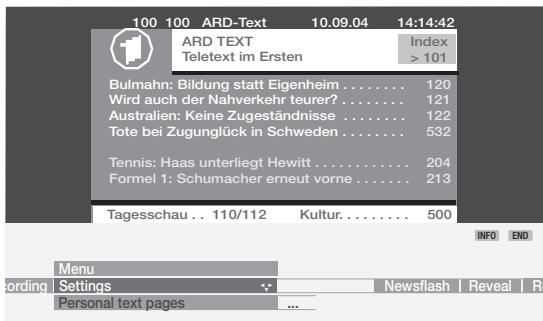 100 100 ARD-Text 10.09.04 14:14:42
ARD TEXT Index
Teletext im Ersten > 101
Bulmahn: Bildung statt Eigenheim . . . . . . . . 120
Wird auch der Nahverkehr teurer? . . . . . . . . 121
Australien: Keine Zugeständnisse . . . . . . . . 122
Tote bei Zugunglück in Schweden . . . . . . . . 532
Tennis: Haas unterliegt Hewitt . . . . . . . . . . . . 204
Formel 1: Schumacher erneut vorne . . . . . . . 213
Tagesschau . . 110/112 Kultur. . . . . . . . . 500
INFO END
Menu
cording Settings Newsflash Reveal R
Personal text pages ...